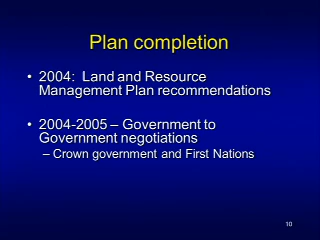 Plan completion
• 2004:  Land and Resource
Management Plan recommendations
• 2004-2005 – Government to
Government negotiations
– Crown government and First Nations
10